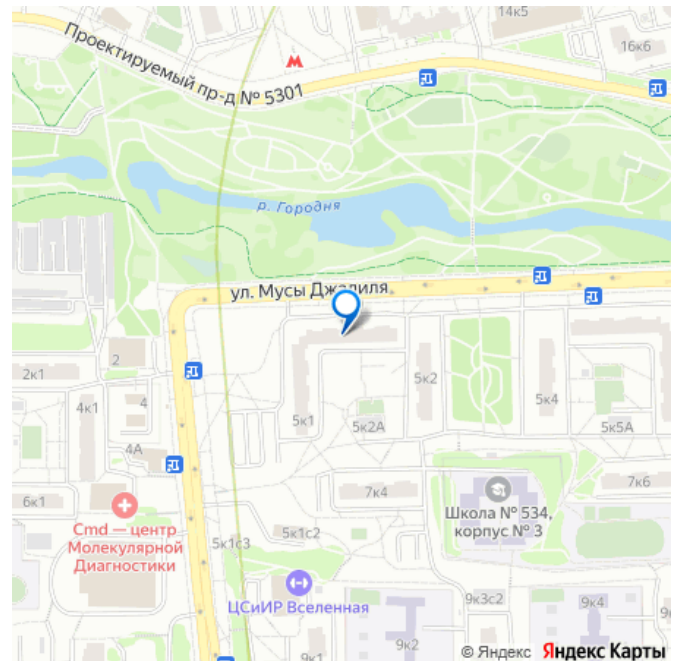 14к5
16к6
Проектируемый пр-д № 5301
М
р. Городня
ул. Мусы Джалиля
2
2к1
4к1
4
5к1
5к2А
5к2
5к4
5к5А
4А
6к1
7к4
7к6
Cmd — центр
Молекулярной
Диагностики
Школа № 534,
корпус № 3
5к1с2
5к1с3
ЦСиИР Вселенная
9к3с2
9к4
9к2
9к1
© Яндекс Яндекс Карты